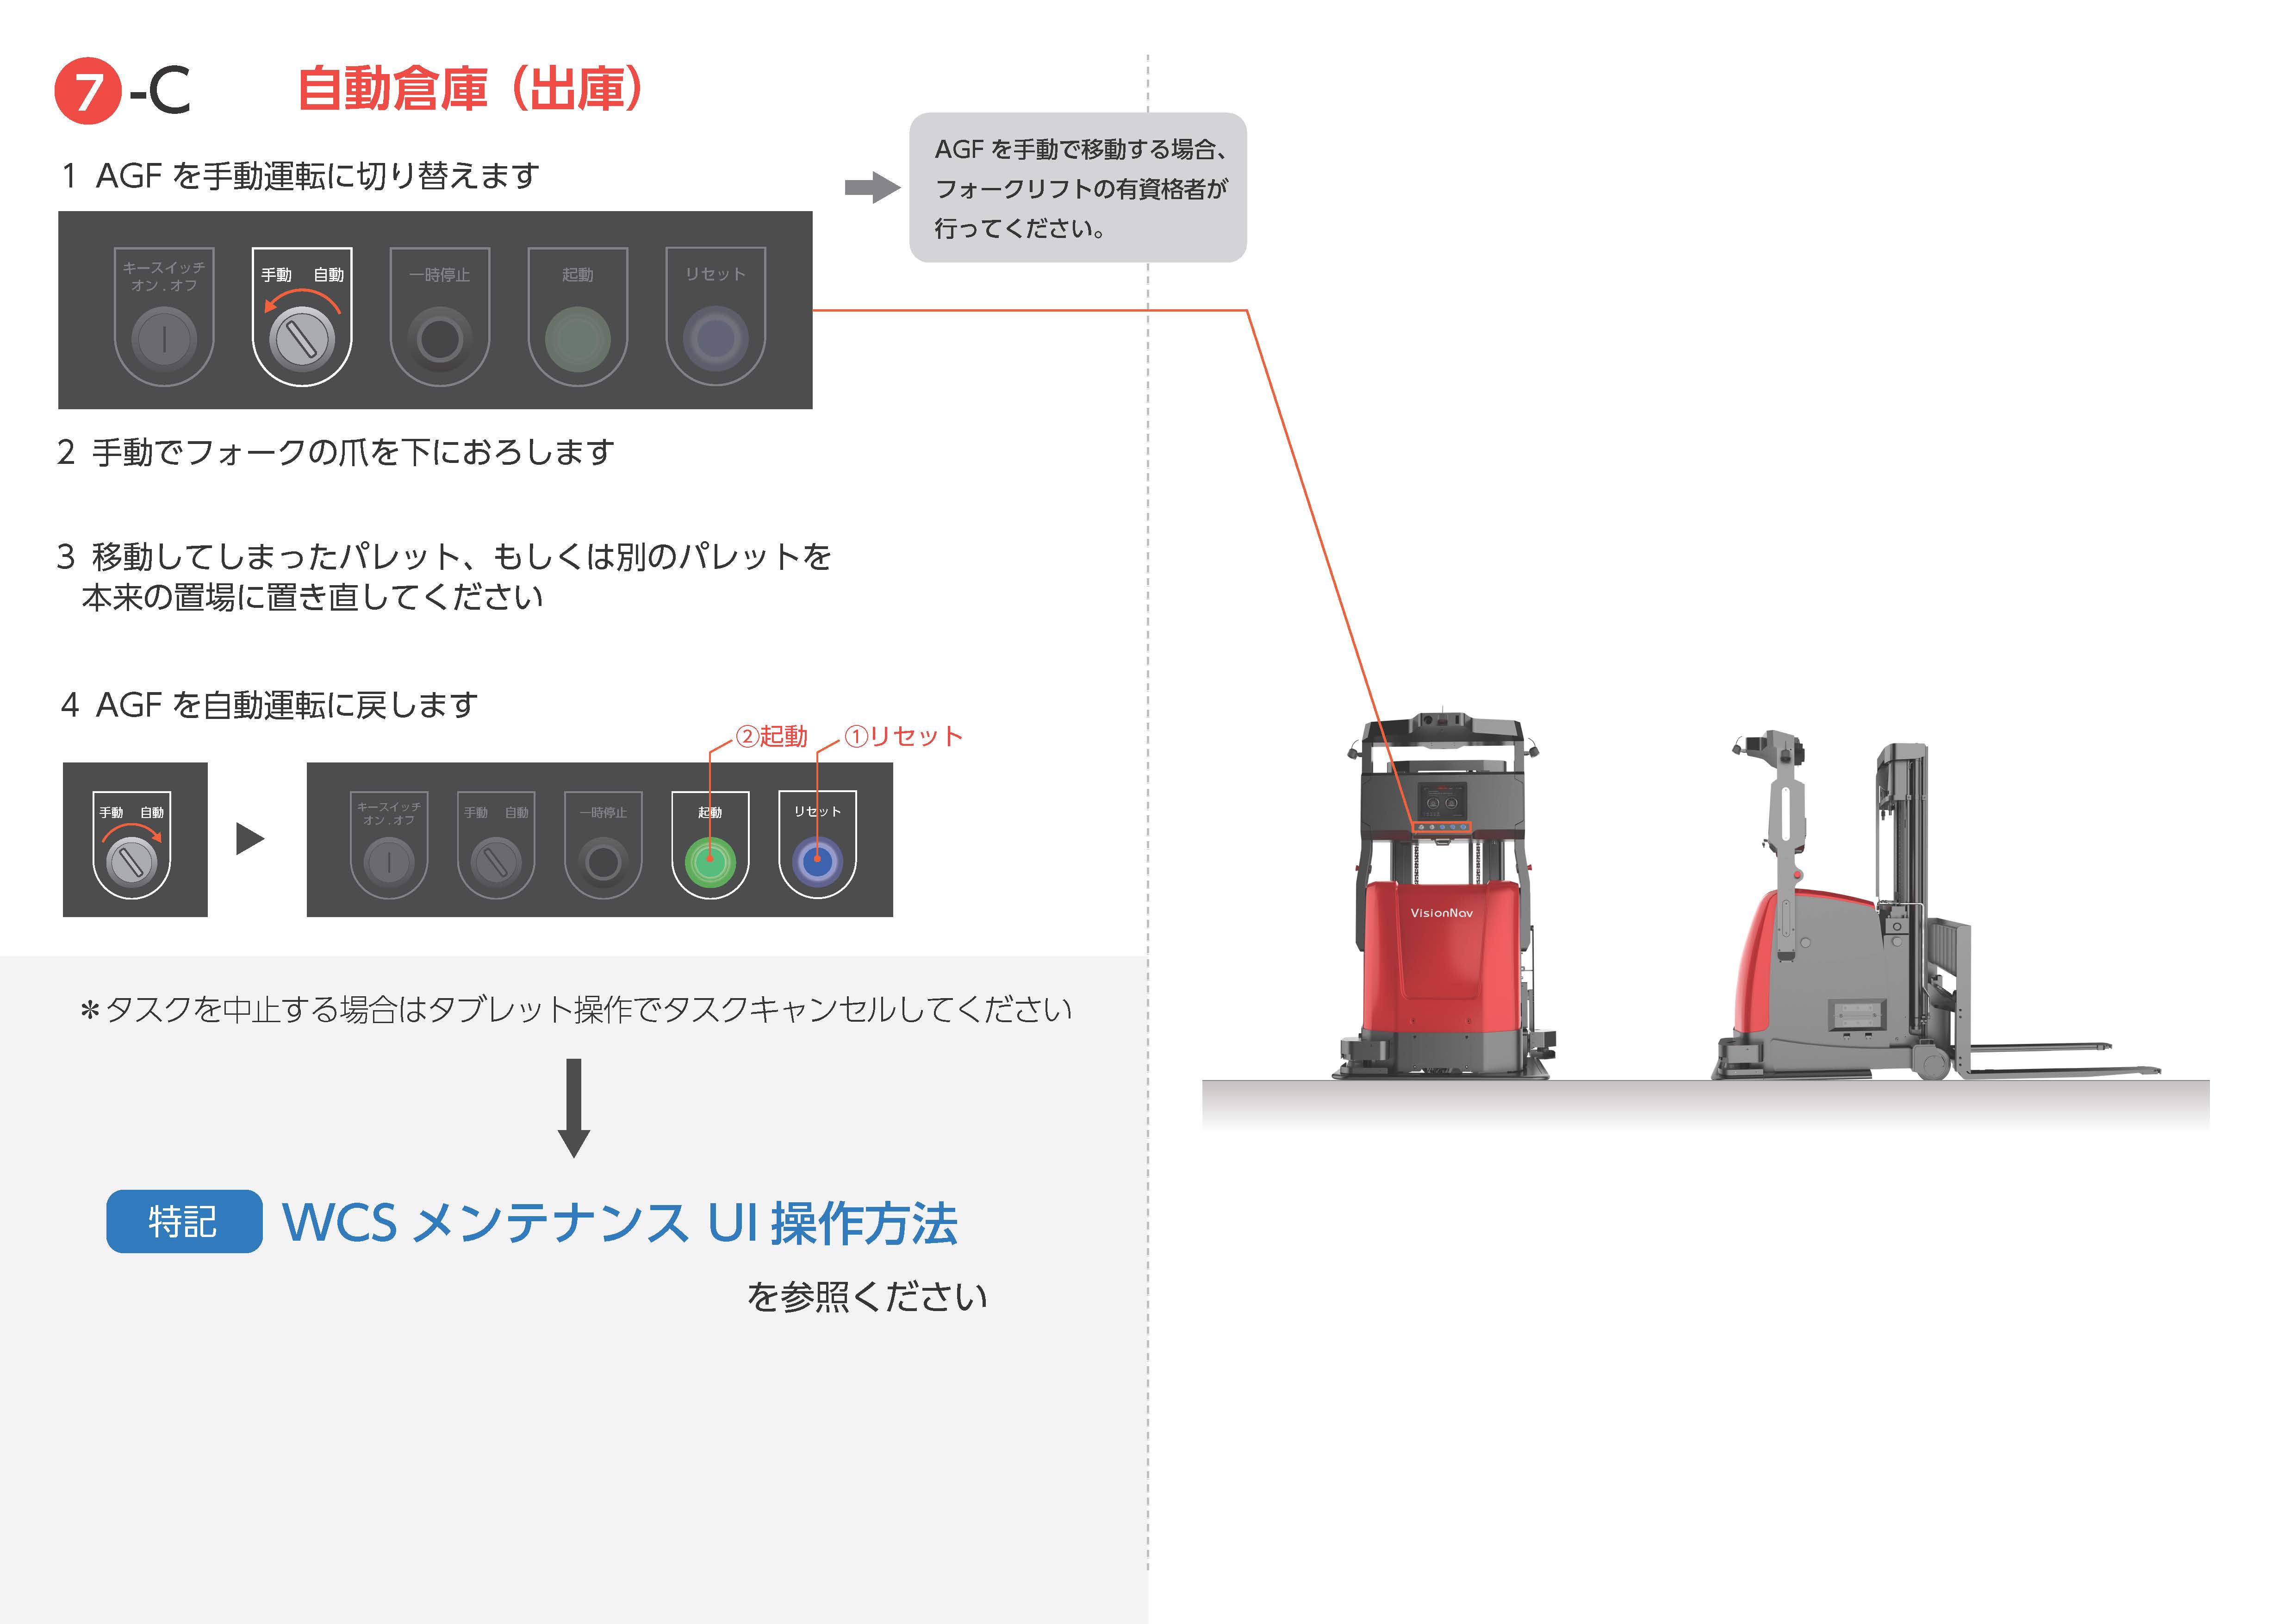 7-C 自動倉庫（出庫）
1 AGF を手動運転に切り替えます
AGF を手動で移動する場合、
フォークリフトの有資格者が
行ってください。
キースイッチ
オン．オフ
手動 自動
一時停止
起動
リセット
2 手動でフォークの爪を下におろします
3 移動してしまったパレット、もしくは別のパレットを
本来の置場に置き直してください
4 AGF を自動運転に戻します
②起動 ①リセット
手動 自動
キースイッチ
オン．オフ
手動 自動
一時停止
起動
リセット
VisionNav
＊タスクを中止する場合はタブレット操作でタスクキャンセルしてください
特記 WCS メンテナンス UI 操作方法
を参照ください